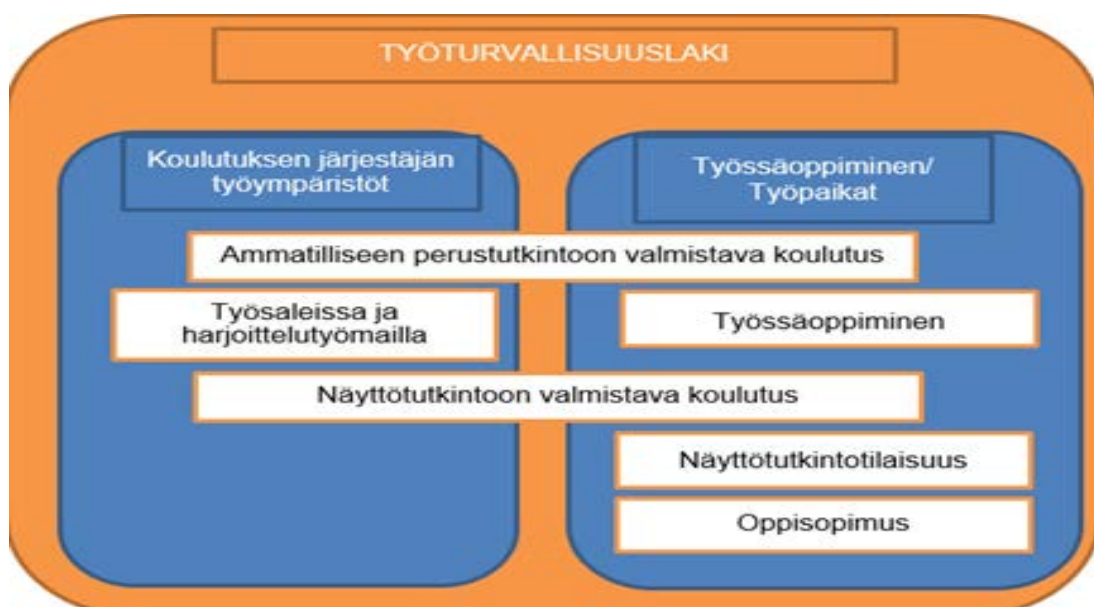 TYÖTURVALLISUUSLAKI
Koulutuksen järjestäjän
työympäristöt
Työssäoppiminen/
Työpaikat
Ammatilliseen perustutkintoon valmistava koulutus
Työsaleissa ja
harjoittelutyömailla
Työssäoppiminen
Näyttötutkintoon valmistava koulutus
Näyttötutkintotilaisuus
Oppisopimus